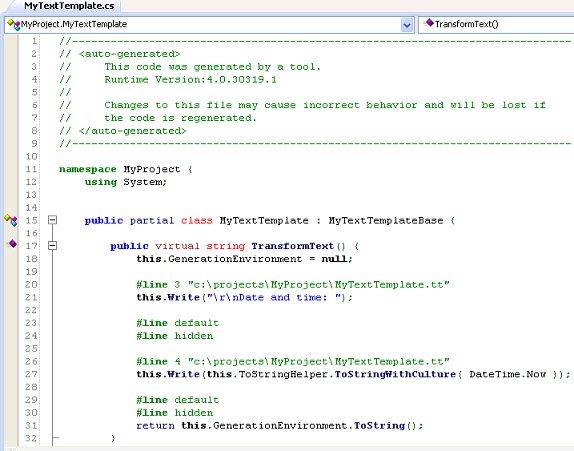 MyTextTemplate.cs
MyProject.MyTextTemplate
TransformText()
1 //-----------------------------------------------------------------------------
2 // <auto-generated>
3 //     This code was generated by a tool.
4 //     Runtime Version:4.0.30319.1
5 //
6 //     Changes to this file may cause incorrect behavior and will be lost if
7 //     the code is regenerated.
8 // </auto-generated>
9 //-----------------------------------------------------------------------------
10
11 namespace MyProject {
12     using System;
13
14
15     public partial class MyTextTemplate : MyTextTemplateBase {
16
17         public virtual string TransformText() {
18             this.GenerationEnvironment = null;
19
20             #line 3 "c:\projects\MyProject\MyTextTemplate.tt"
21             this.Write("\r\nDate and time: ");
22
23             #line default
24             #line hidden
25
26             #line 4 "c:\projects\MyProject\MyTextTemplate.tt"
27             this.Write(this.ToStringHelper.ToStringWithCulture( DateTime.Now ));
28
29             #line default
30             #line hidden
31             return this.GenerationEnvironment.ToString();
32         }